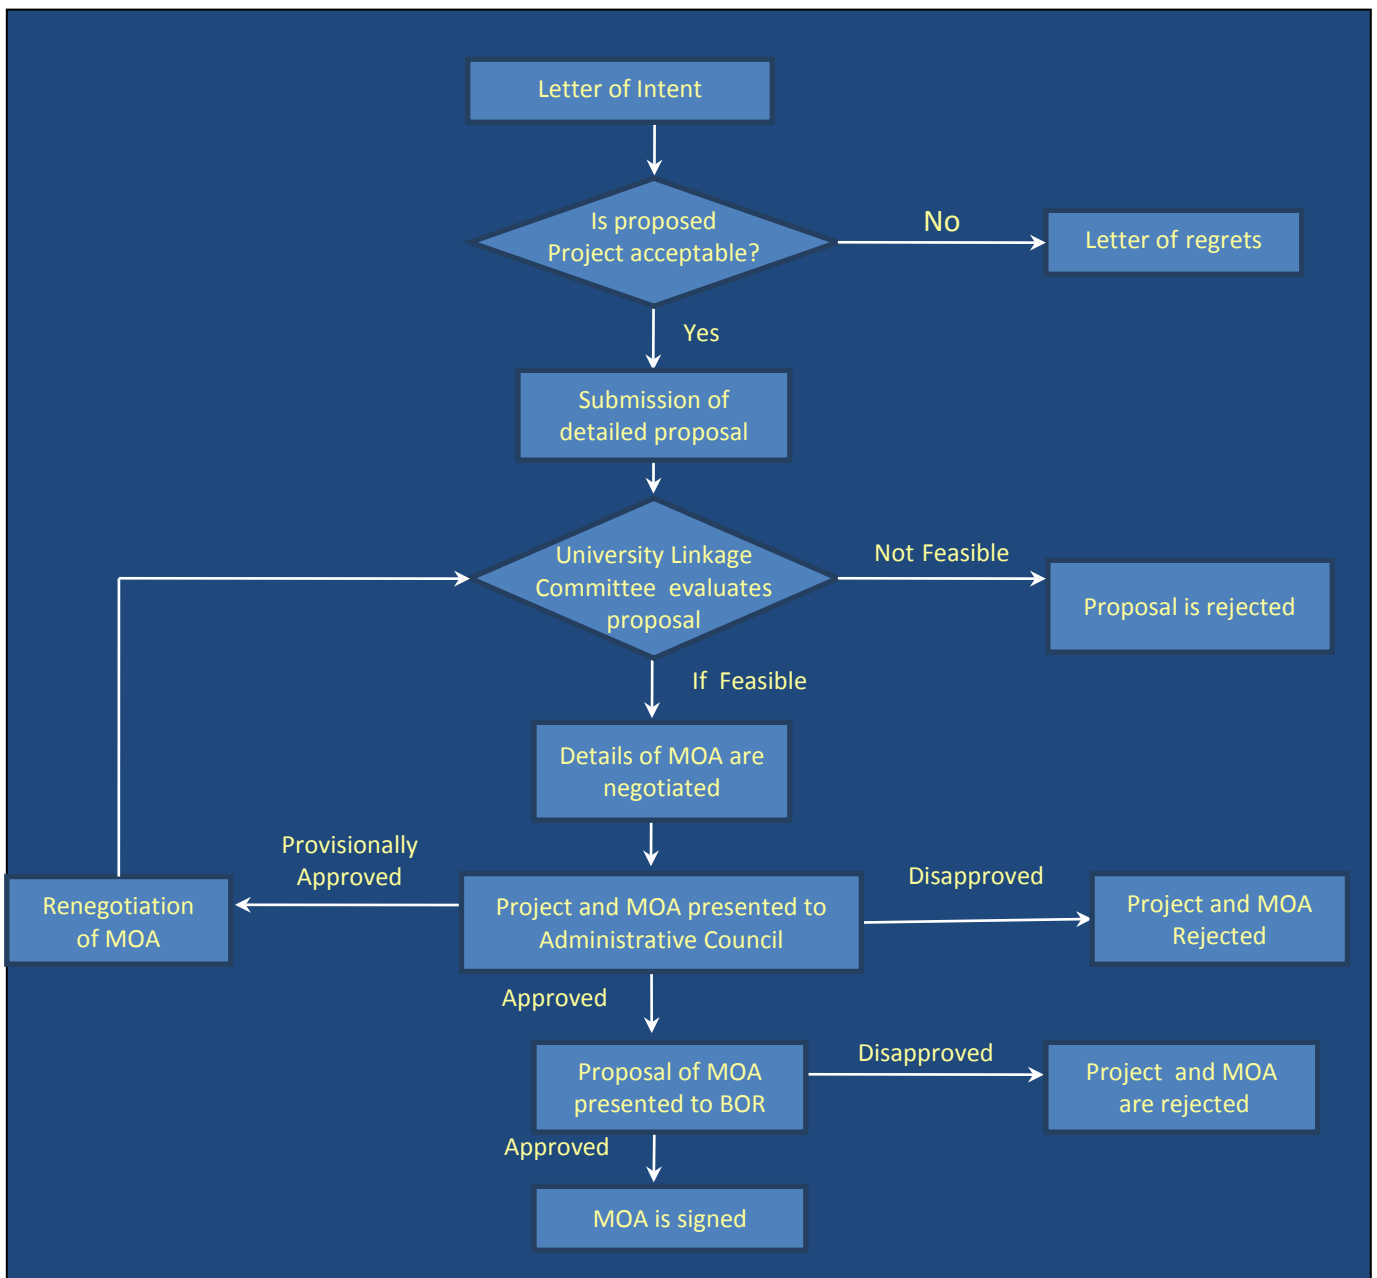 Letter of Intent
Is proposed
Project acceptable?
No
Letter of regrets
Yes
Submission of
detailed proposal
University Linkage
Committee evaluates
proposal
Not Feasible
Proposal is rejected
If Feasible
Details of MOA are
negotiated
Provisionally
Approved
Renegotiation
of MOA
Project and MOA presented to
Administrative Council
Disapproved
Project and MOA
Rejected
Approved
Proposal of MOA
presented to BOR
Disapproved
Project and MOA
are rejected
Approved
MOA is signed